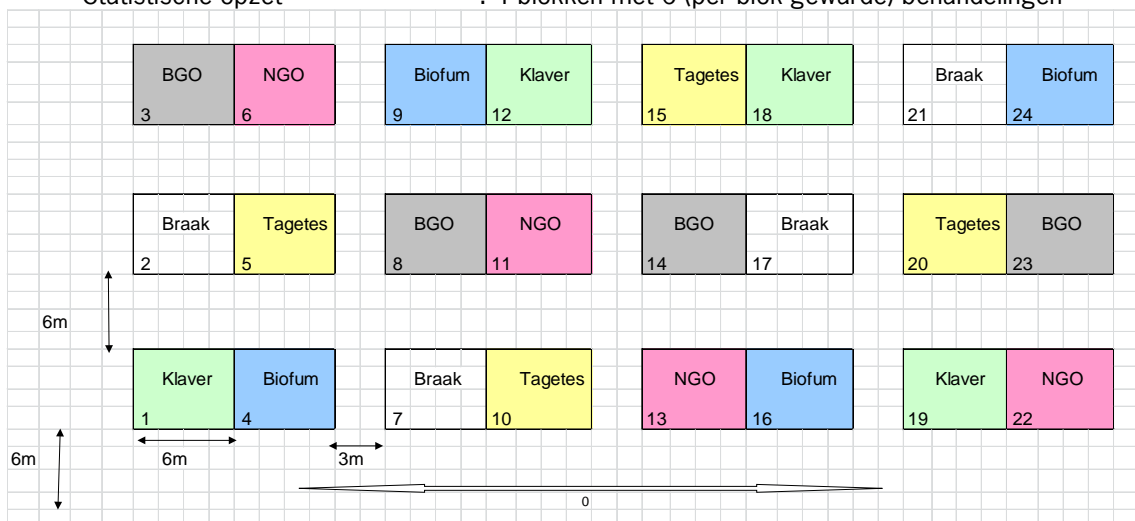 Statistische opzet : 4 blokken met 6 (per blok gewarde) behandelingen
BGO NGO Biofum Klaver Tagetes Klaver Braak Biofum
3 6 9 12 15 18 21 24
Braak Tagetes BGO NGO BGO Braak Tagetes BGO
2 5 8 11 14 17 20 23
6m
Klaver Biofum Braak Tagetes NGO Biofum Klaver NGO
1 4 7 10 13 16 19 22
6m 6m 3m
0